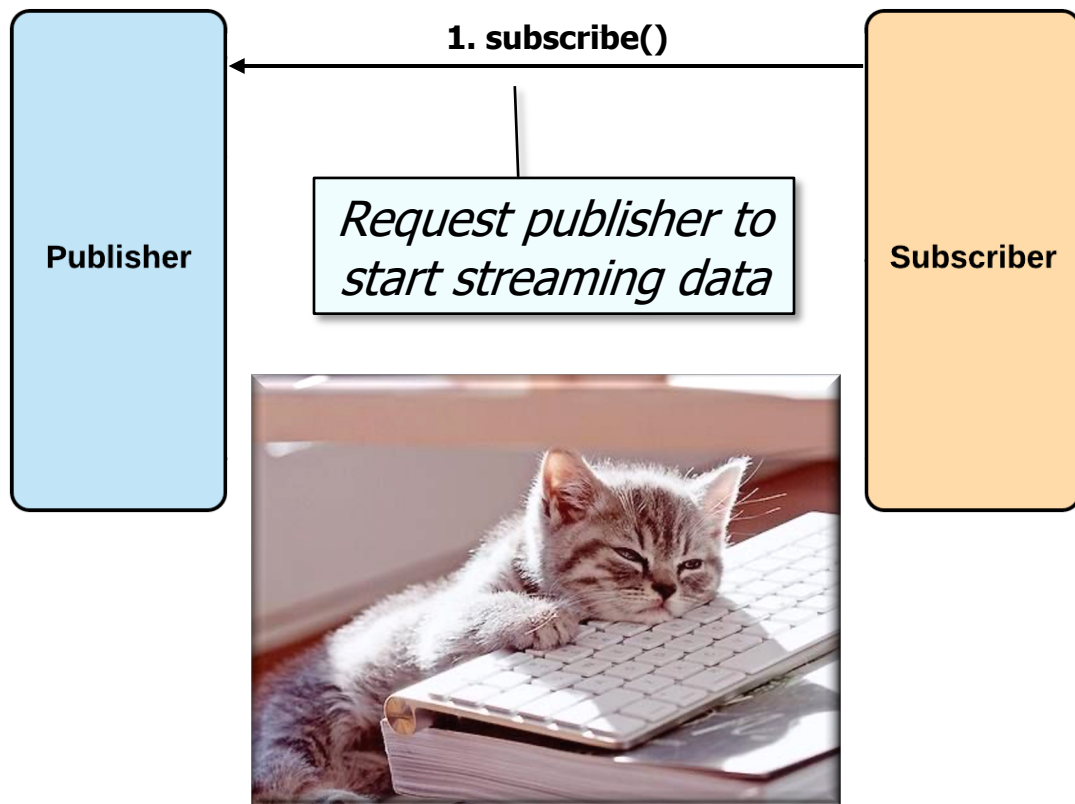 1. subscribe()
Request publisher to
start streaming data
Publisher
Subscriber